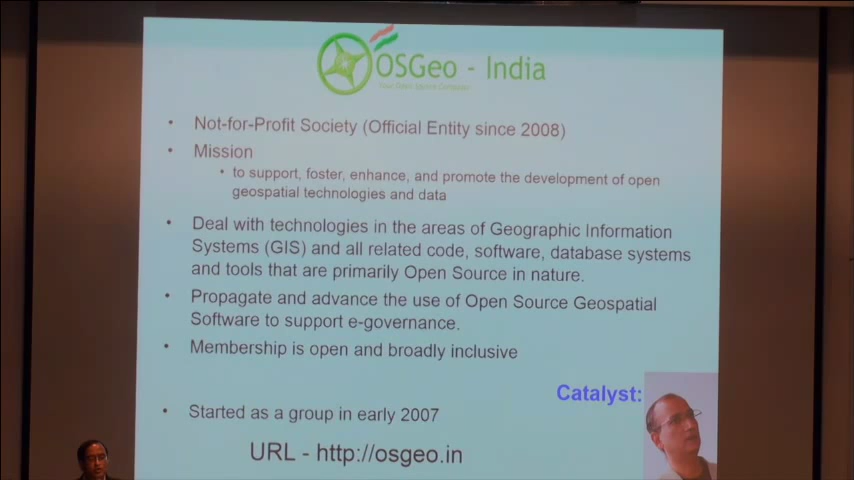 OSGeo - India
Your Open Source Compass
• Not-for-Profit Society (Official Entity since 2008)
• Mission
• to support, foster, enhance, and promote the development of open
geospatial technologies and data
• Deal with technologies in the areas of Geographic Information
Systems (GIS) and all related code, software, database systems
and tools that are primarily Open Source in nature.
• Propagate and advance the use of Open Source Geospatial
Software to support e-governance.
• Membership is open and broadly inclusive
Catalyst:
• Started as a group in early 2007
URL - http://osgeo.in